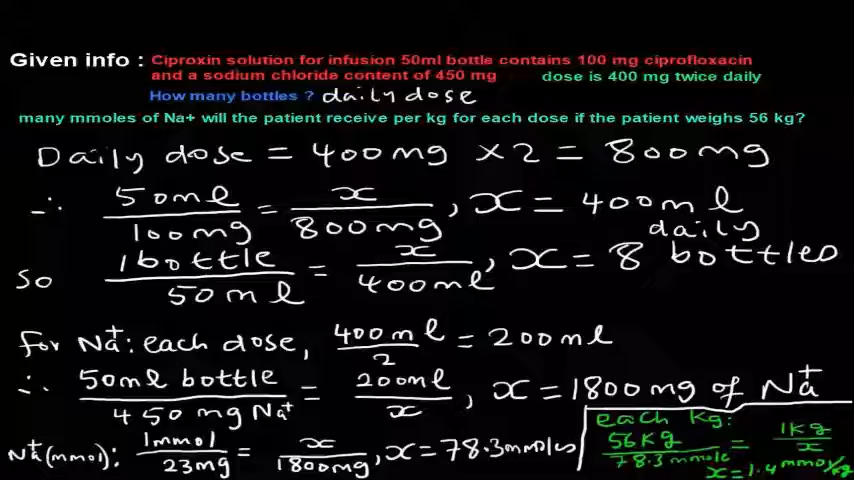 Given info : Ciproxin solution for infusion 50ml bottle contains 100 mg ciprofloxacin
and a sodium chloride content of 450 mg dose is 400 mg twice daily
How many bottles ? daily dose
many mmoles of Na+ will the patient receive per kg for each dose if the patient weighs 56 kg?
Daily dose = 400mg x2 = 800mg
∴ 50ml/100mg = x/800mg, x = 400ml daily
So 1bottle/50ml = x/400ml, x = 8 bottles
For Na+: each dose, 400ml/2 = 200ml
∴ 50ml bottle/450mg Na+ = 200ml/x, x = 1800mg of Na+
Na+(mmol): 1mmol/23mg = x/1800mg, x = 78.3mmoles
each kg:
56kg/78.3mmole = 1kg/x
x = 1.4mmol/kg